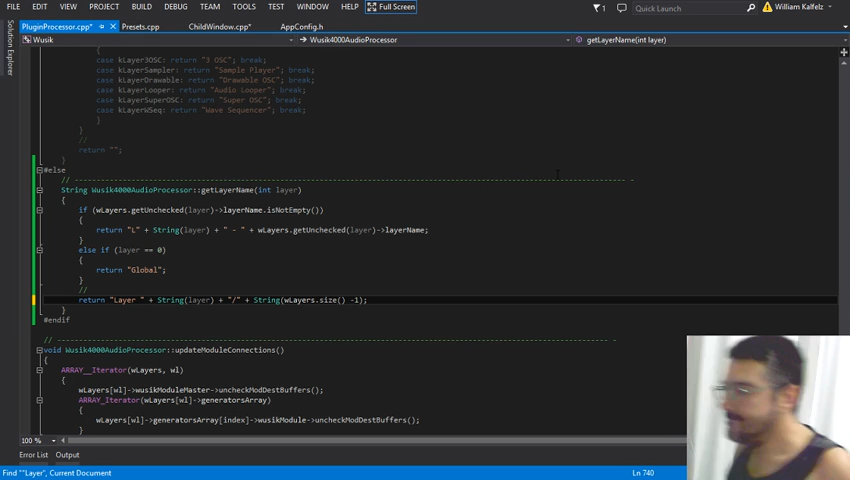 FILE EDIT VIEW PROJECT BUILD DEBUG TEAM TOOLS TEST WINDOW HELP Full Screen 1 Quick Launch William Kalfelz
PluginProcessor.cpp* Presets.cpp ChildWindow.cpp* AppConfig.h
Solution Explorer
Wusik Wusik4000AudioProcessor getLayerName(int layer)
{
case kLayer3OSC: return "3 OSC"; break;
case kLayerSampler: return "Sample Player"; break;
case kLayerDrawable: return "Drawable OSC"; break;
case kLayerLooper: return "Audio Looper"; break;
case kLayerSuperOSC: return "Super OSC"; break;
case kLayerWSeq: return "Wave Sequencer"; break;
}
}
//
return "";
}
#else
// ---------------------------------------------------------------------------------------------------------------------------- -
String Wusik4000AudioProcessor::getLayerName(int layer)
{
if (wLayers.getUnchecked(layer)->layerName.isNotEmpty())
{
return "L" + String(layer) + " - " + wLayers.getUnchecked(layer)->layerName;
}
else if (layer == 0)
{
return "Global";
}
//
return "Layer " + String(layer) + "/" + String(wLayers.size() -1);
}
#endif
// ---------------------------------------------------------------------------------------------------------------------------- -
void Wusik4000AudioProcessor::updateModuleConnections()
{
ARRAY__Iterator(wLayers, wl)
{
wLayers[wl]->wusikModuleMaster->uncheckModDestBuffers();
ARRAY_Iterator(wLayers[wl]->generatorsArray)
{
wLayers[wl]->generatorsArray[index]->wusikModule->uncheckModDestBuffers();
}
100 %
Error List Output
Find ""Layer", Current Document Ln 740